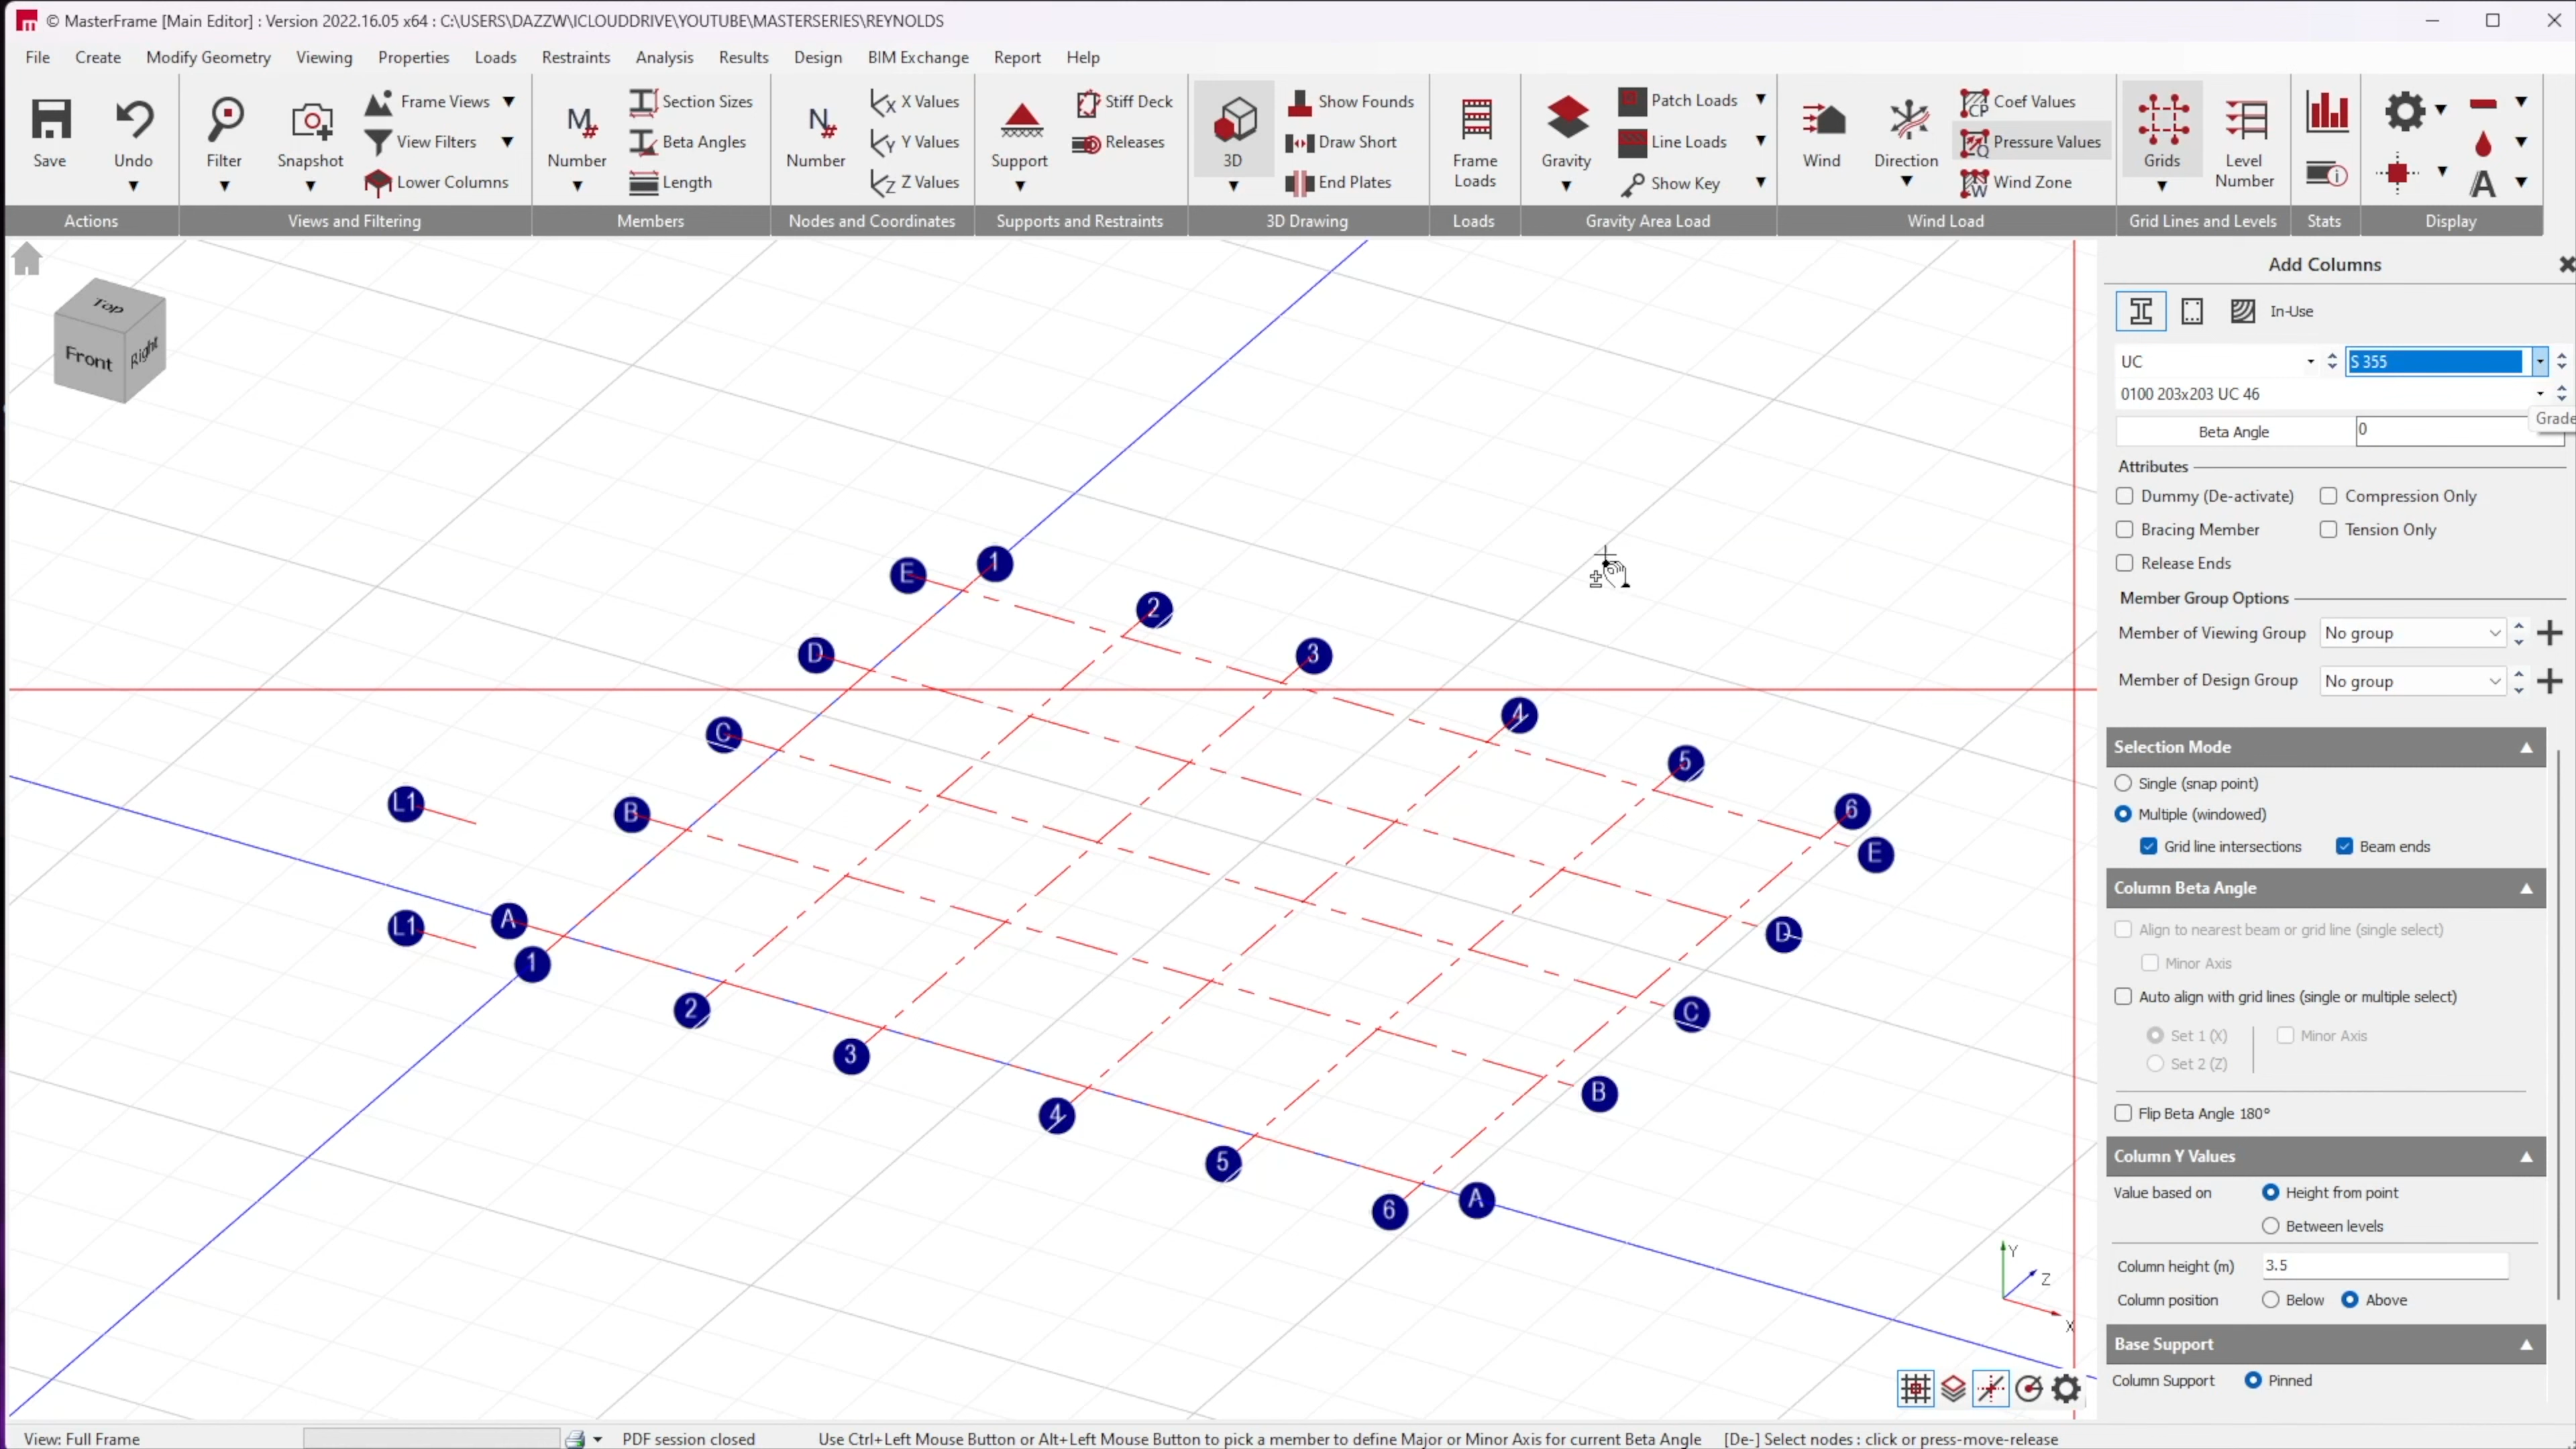 © MasterFrame [Main Editor] : Version 2022.16.05 x64 : C:\USERS\DAZZW\ICLOUDDRIVE\YOUTUBE\MASTERSERIES\REYNOLDS
File Create Modify Geometry Viewing Properties Loads Restraints Analysis Results Design BIM Exchange Report Help
Save Undo
Actions
Filter Snapshot
Frame Views
View Filters
Lower Columns
Views and Filtering
M#
Number
Section Sizes
Beta Angles
Length
Members
N#
Number
X Values
Y Values
Z Values
Nodes and Coordinates
Support
Stiff Deck
Releases
Supports and Restraints
3D
Show Founds
Draw Short
End Plates
3D Drawing
Frame
Loads
Loads
Gravity
Patch Loads
Line Loads
Show Key
Gravity Area Load
Wind Direction
Coef Values
Pressure Values
Wind Zone
Wind Load
Grids
Level
Number
Grid Lines and Levels
Stats
A
Display
Top
Front
Right
E
1
2
D
3
C
4
5
L1
B
6
E
A
L1
D
1
2
C
3
B
4
5
A
6
Y
Z
X
Add Columns
In-Use
UC S 355
0100 203x203 UC 46
Grade
Beta Angle 0
Attributes
Dummy (De-activate) Compression Only
Bracing Member Tension Only
Release Ends
Member Group Options
Member of Viewing Group No group
Member of Design Group No group
Selection Mode
Single (snap point)
Multiple (windowed)
Grid line intersections Beam ends
Column Beta Angle
Align to nearest beam or grid line (single select)
Minor Axis
Auto align with grid lines (single or multiple select)
Set 1 (X) Minor Axis
Set 2 (Z)
Flip Beta Angle 180°
Column Y Values
Value based on Height from point
Between levels
Column height (m) 3.5
Column position Below Above
Base Support
Column Support Pinned
View: Full Frame PDF session closed Use Ctrl+Left Mouse Button or Alt+Left Mouse Button to pick a member to define Major or Minor Axis for current Beta Angle [De-] Select nodes : click or press-move-release